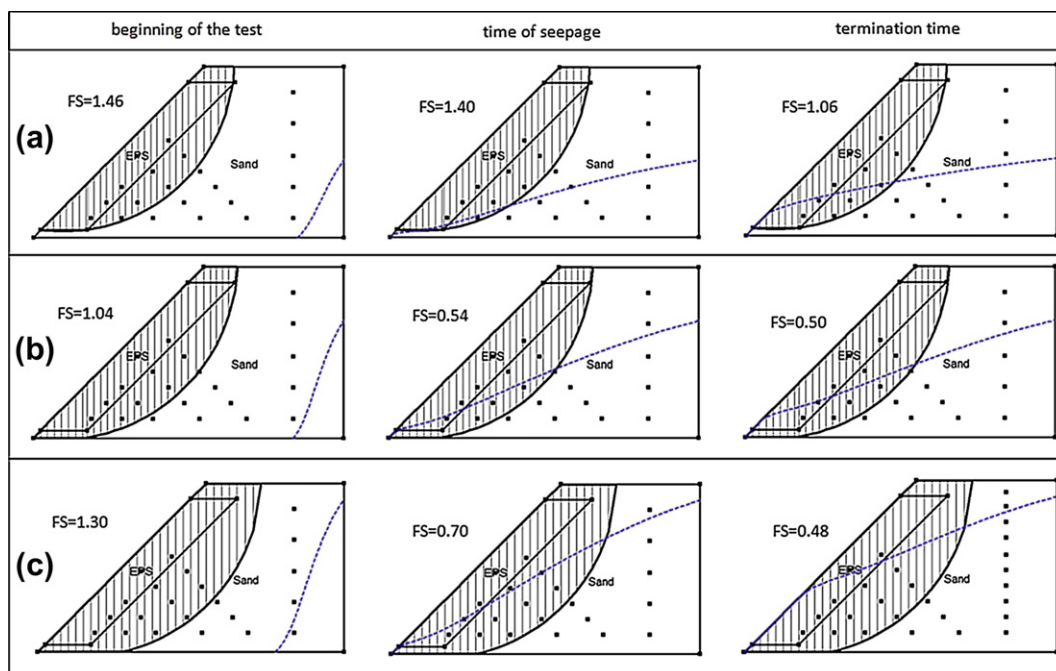 beginning of the test
time of seepage
termination time
(a)
FS=1.46
EPS
Sand
FS=1.40
EPS
Sand
FS=1.06
EPS
Sand
(b)
FS=1.04
EPS
Sand
FS=0.54
EPS
Sand
FS=0.50
EPS
Sand
(c)
FS=1.30
EPS
Sand
FS=0.70
EPS
Sand
FS=0.48
EPS
Sand